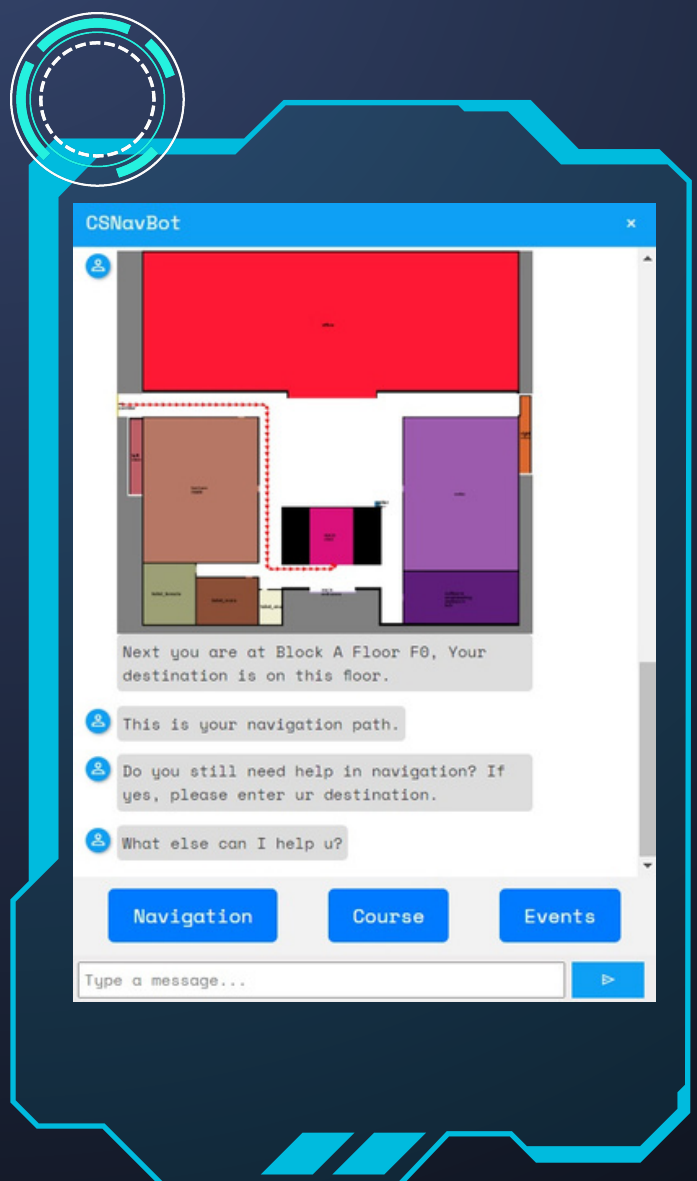 CSNavBot
×
office
Next you are at Block A Floor F0, Your
destination is on this floor.
This is your navigation path.
Do you still need help in navigation? If
yes, please enter ur destination.
What else can I help u?
Navigation
Course
Events
Type a message...